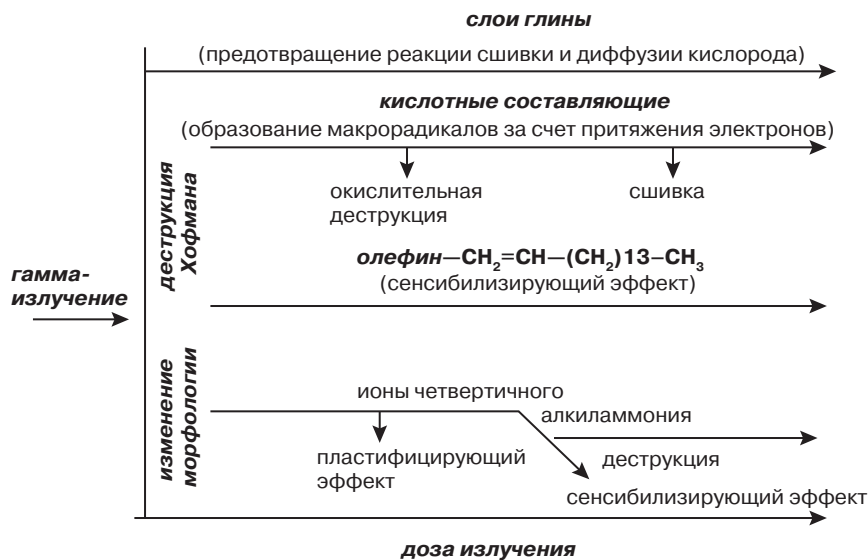 слои глины
(предотвращение реакции сшивки и диффузии кислорода)
кислотные составляющие
(образование макрорадикалов за счет притяжения электронов)
окислительная
деструкция
сшивка
деструкция
Хофмана
олефин—CH₂=CH—(CH₂)13–CH₃
(сенсибилизирующий эффект)
гамма-
излучение
изменение
морфологии
ионы четвертичного
алкиламмония
пластифицирующий
эффект
деструкция
сенсибилизирующий эффект
доза излучения